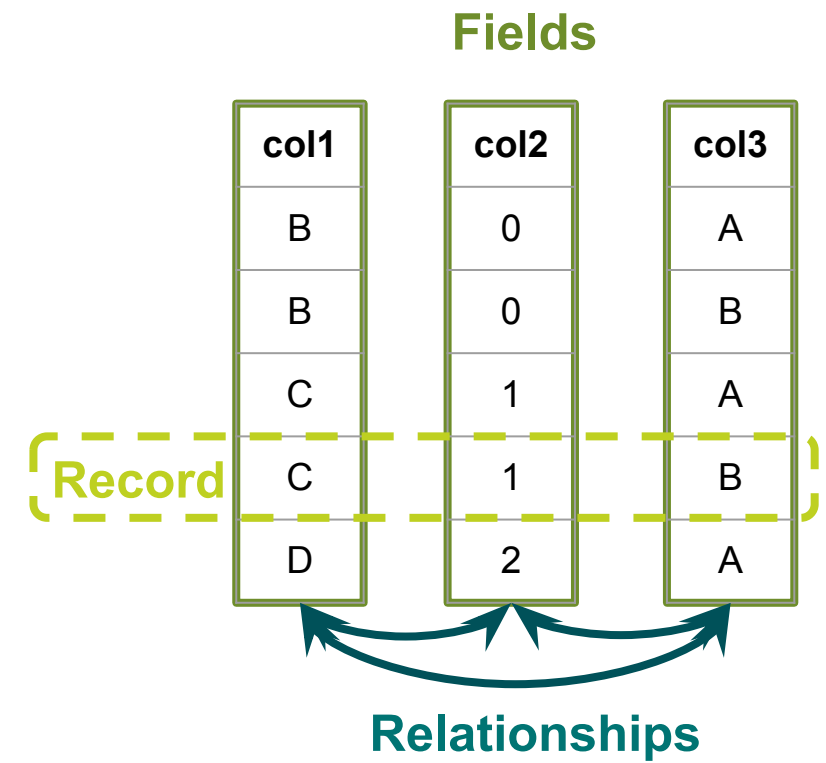 Fields
col1 col2 col3
B 0 A
B 0 B
C 1 A
Record C 1 B
D 2 A
Relationships